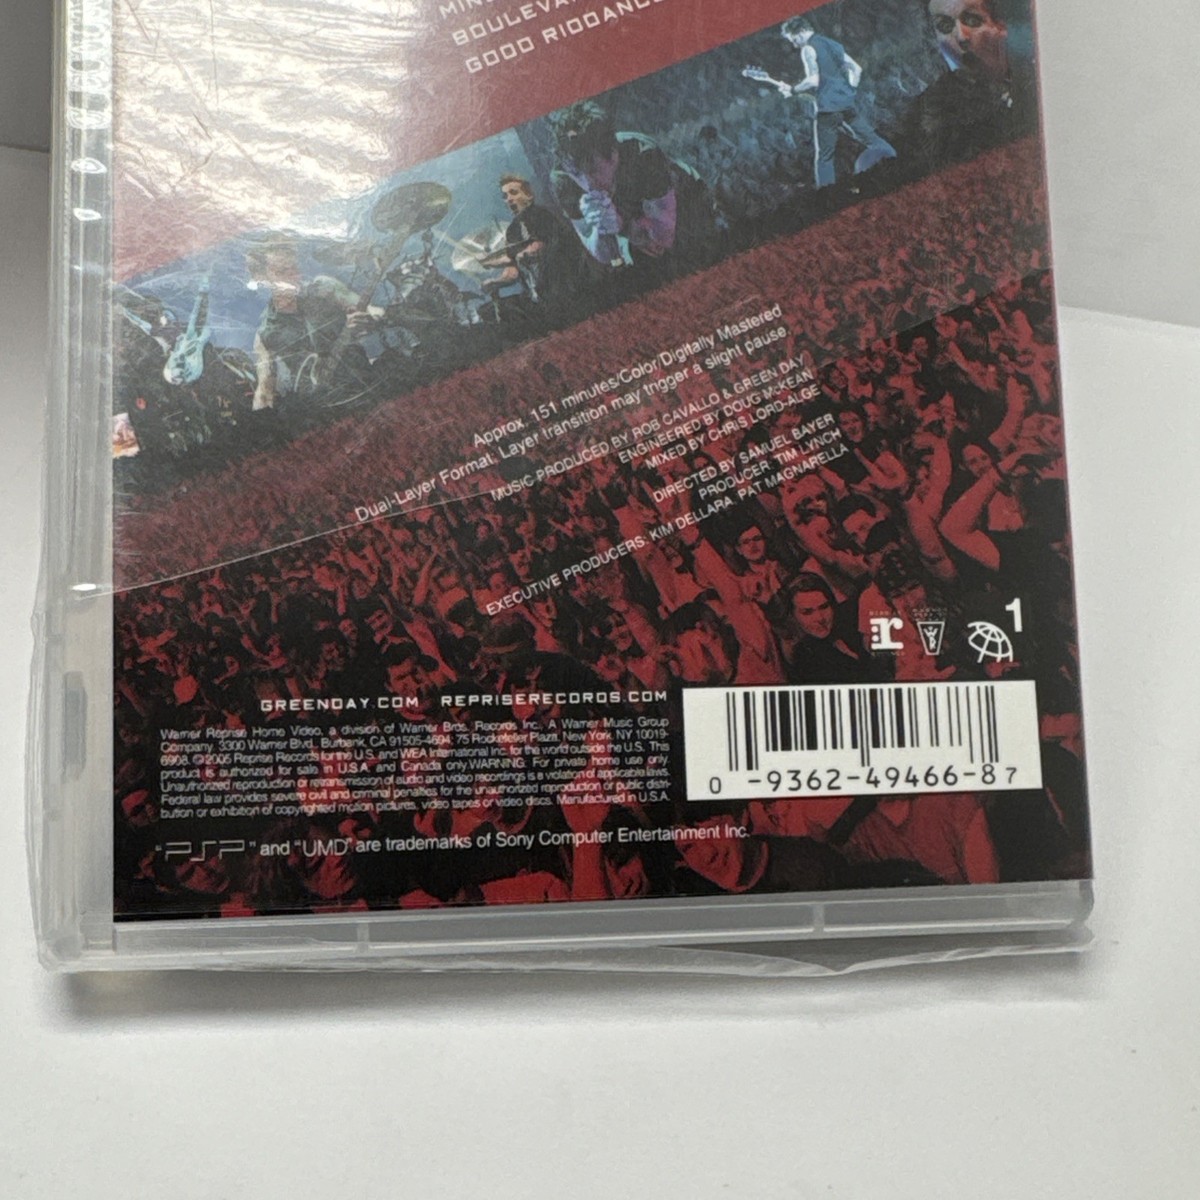 GOOD RIDDANCE
Approx. 151 minutes/Color/Digitally Mastered
Dual-Layer Format. Layer transition may trigger a slight pause.
MUSIC PRODUCED BY ROB CAVALLO & GREEN DAY
ENGINEERED BY DOUG McKEAN
MIXED BY CHRIS LORD-ALGE
DIRECTED BY SAMUEL BAYER
PRODUCER: TIM LYNCH
EXECUTIVE PRODUCERS: KIM DELLARA, PAT MAGNARELLA
r
1
GREENDAY.COM REPRISERECORDS.COM
Warner Reprise Home Video, a division of Warner Bros. Records Inc., A Warner Music Group
Company. 3300 Warner Blvd., Burbank, CA 91505-4694; 75 Rockefeller Plaza, New York, NY 10019-
6908. ©2005 Reprise Records for the U.S. and WEA International Inc. for the world outside the U.S. This
product is authorized for sale in U.S.A. and Canada only. WARNING: For private home use only.
Unauthorized reproduction or retransmission of audio and video recordings is a violation of applicable laws.
Federal law provides severe civil and criminal penalties for the unauthorized reproduction or public distri-
bution or exhibition of copyrighted motion pictures, video tapes or video discs. Manufactured in U.S.A.
0 -9362-49466-8 7
"PSP" and "UMD" are trademarks of Sony Computer Entertainment Inc.